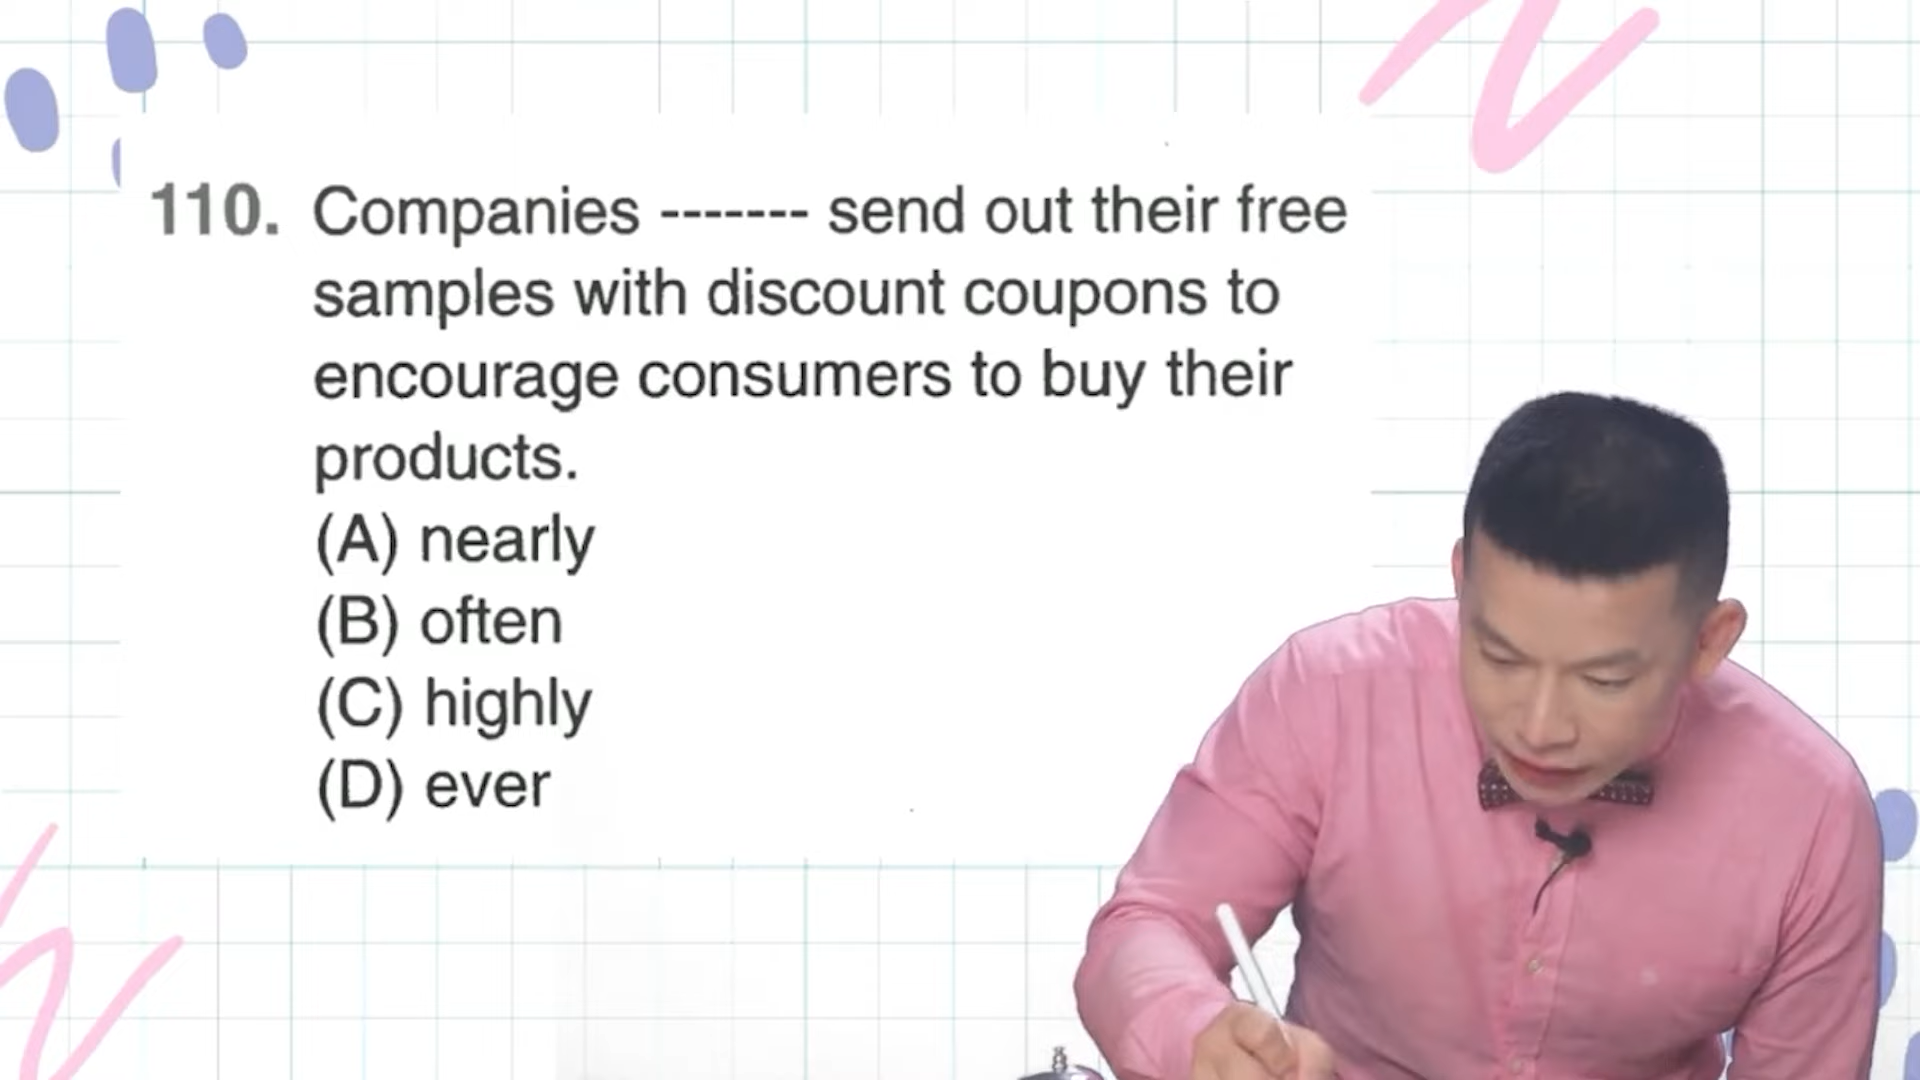 110. Companies ------- send out their free
samples with discount coupons to
encourage consumers to buy their
products.
(A) nearly
(B) often
(C) highly
(D) ever